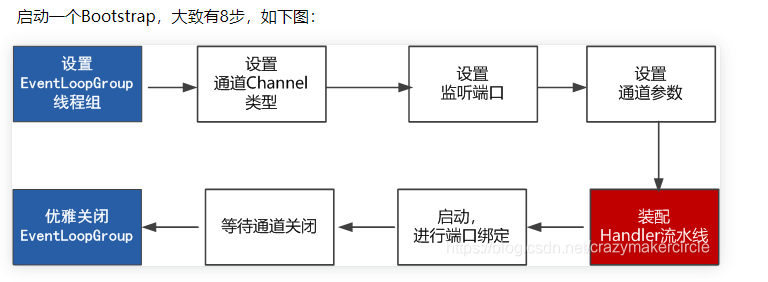 启动一个Bootstrap，大致有8步，如下图：
设置
EventLoopGroup
线程组
设置
通道Channel
类型
设置
监听端口
设置
通道参数
优雅关闭
EventLoopGroup
等待通道关闭
启动，
进行端口绑定
装配
Handler流水线
https://blog.csdn.net/crazymakercircle